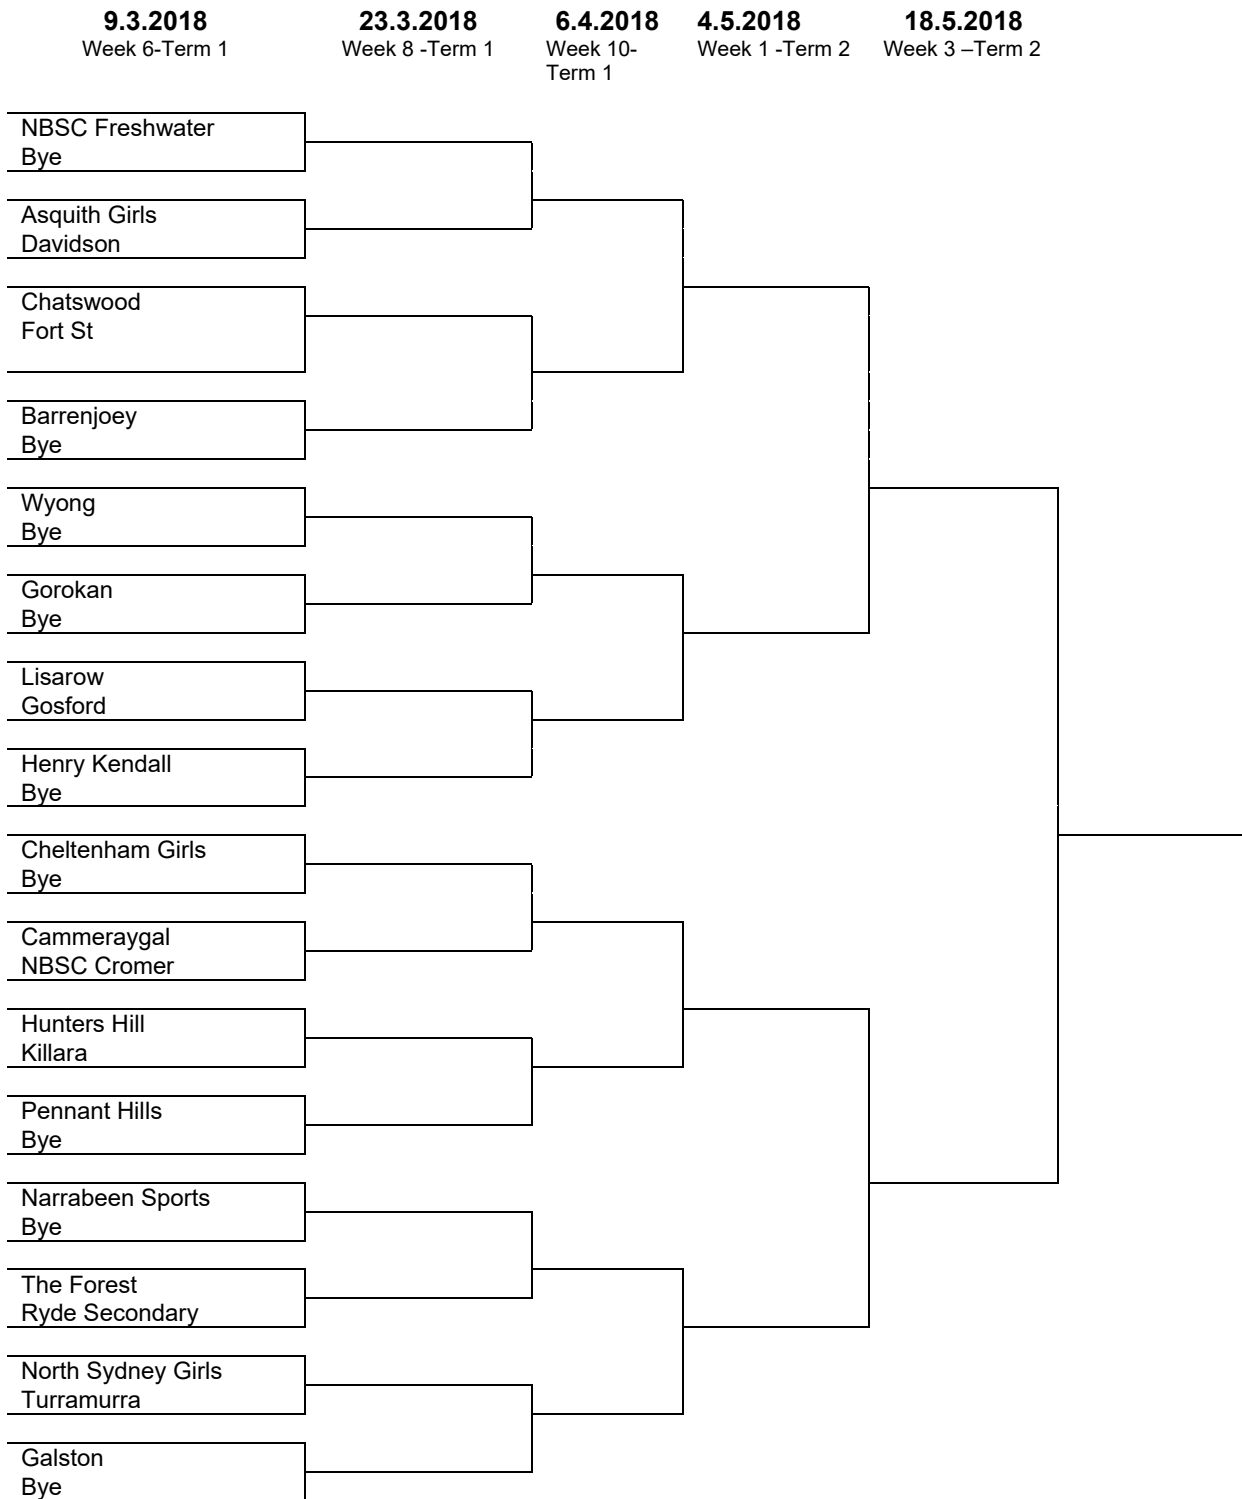 9.3.2018
Week 6-Term 1
23.3.2018
Week 8 -Term 1
6.4.2018
Week 10-
Term 1
4.5.2018
Week 1 -Term 2
18.5.2018
Week 3 –Term 2
NBSC Freshwater
Bye
Asquith Girls
Davidson
Chatswood
Fort St
Barrenjoey
Bye
Wyong
Bye
Gorokan
Bye
Lisarow
Gosford
Henry Kendall
Bye
Cheltenham Girls
Bye
Cammeraygal
NBSC Cromer
Hunters Hill
Killara
Pennant Hills
Bye
Narrabeen Sports
Bye
The Forest
Ryde Secondary
North Sydney Girls
Turramurra
Galston
Bye